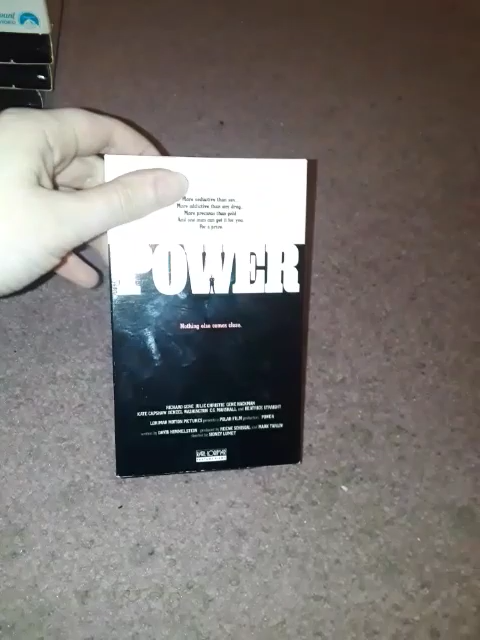 More seductive than sex...
More addictive than any drug.
More precious than gold.
And one man can get it for you.
For a price.
POWER
Nothing else comes close.
RICHARD GERE JULIE CHRISTIE GENE HACKMAN
KATE CAPSHAW DENZEL WASHINGTON E.G. MARSHALL and BEATRICE STRAIGHT
LORIMAR MOTION PICTURES presents a POLAR FILM production POWER
written by DAVID HIMMELSTEIN produced by REENE SCHISGAL and MARK TARLOV
directed by SIDNEY LUMET
KARL LORIMAR